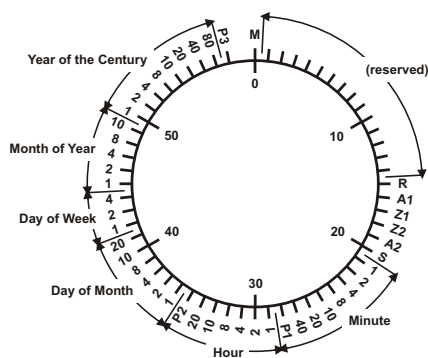 M
(reserved)
R
A1
Z1
Z2
A2
S
1
2
4
8
10
20
40
P1
Minute
1
2
4
8
10
20
P2
Hour
1
2
4
8
10
20
Day of Month
1
2
4
Day of Week
1
2
4
8
10
Month of Year
1
2
4
8
10
20
40
80
P3
Year of the Century
0
10
20
30
40
50